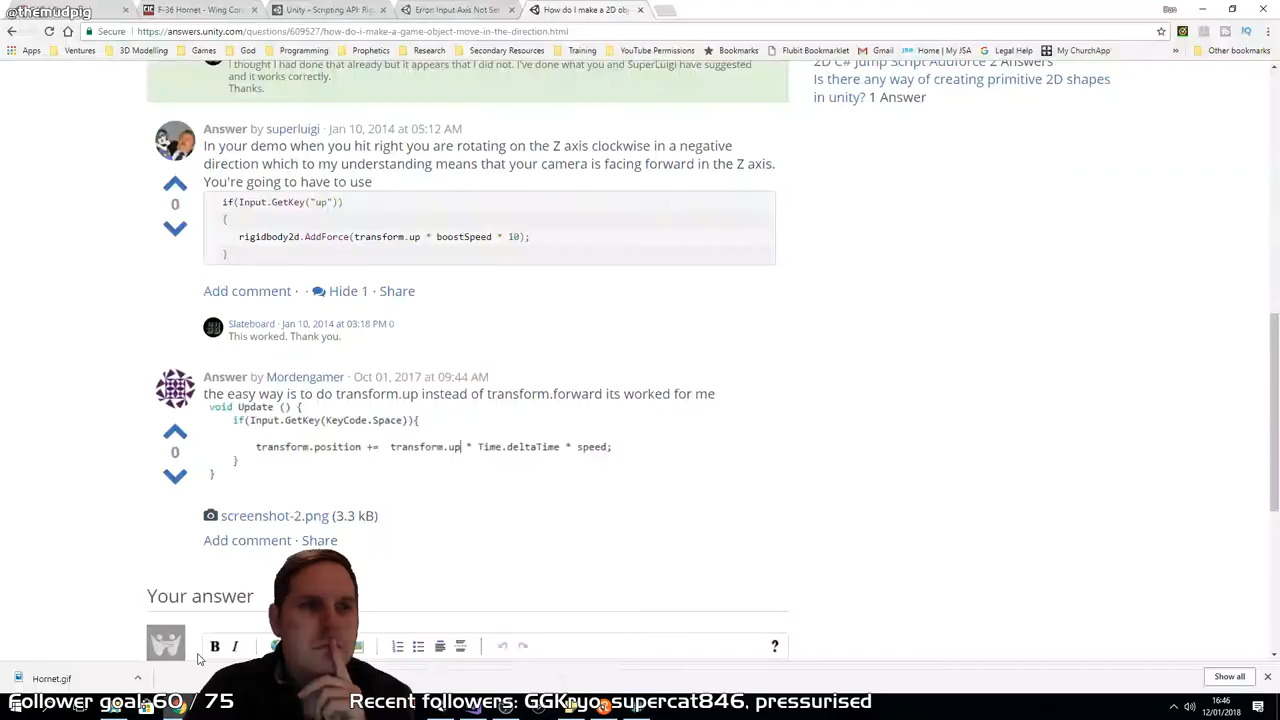 @themudpig
F-36 Hornet - Wing Com
Unity - Scripting API: Ri
Error: Input Axis Not Se
How do I make a 2D obj
Secure
https://answers.unity.com/questions/609527/how-do-i-make-a-game-object-move-in-the-direction.html
Apps
Ventures
3D Modelling
Games
God
Programming
Prophetics
Research
Secondary Resources
Training
YouTube Permissions
Bookmarks
Flubit Bookmarklet
Gmail
Home | My JSA
Legal Help
My ChurchApp
»
Other bookmarks
I thought I had done that already but it appears that I did not. I've done what you and SuperLuigi have suggested
and it works correctly.
Thanks.
2D C# Jump Script Addforce 2 Answers
Is there any way of creating primitive 2D shapes
in unity? 1 Answer
Answer by superluigi · Jan 10, 2014 at 05:12 AM
In your demo when you hit right you are rotating on the Z axis clockwise in a negative
direction which to my understanding means that your camera is facing forward in the Z axis.
You're going to have to use
0
if(Input.GetKey("up"))
{
rigidbody2d.AddForce(transform.up * boostSpeed * 10);
}
Add comment · · Hide 1 · Share
Slateboard · Jan 10, 2014 at 03:18 PM 0
This worked. Thank you.
Answer by Mordengamer · Oct 01, 2017 at 09:44 AM
the easy way is to do transform.up instead of transform.forward its worked for me
void Update () {
if(Input.GetKey(KeyCode.Space)){
transform.position += transform.up * Time.deltaTime * speed;
0
}
}
screenshot-2.png (3.3 kB)
Add comment · Share
Your answer
B I
?
Hornet.gif
Show all
Follower goal: 60 / 75
Recent followers: GGKryo, supercat846, pressurised
16:46
12/01/2018